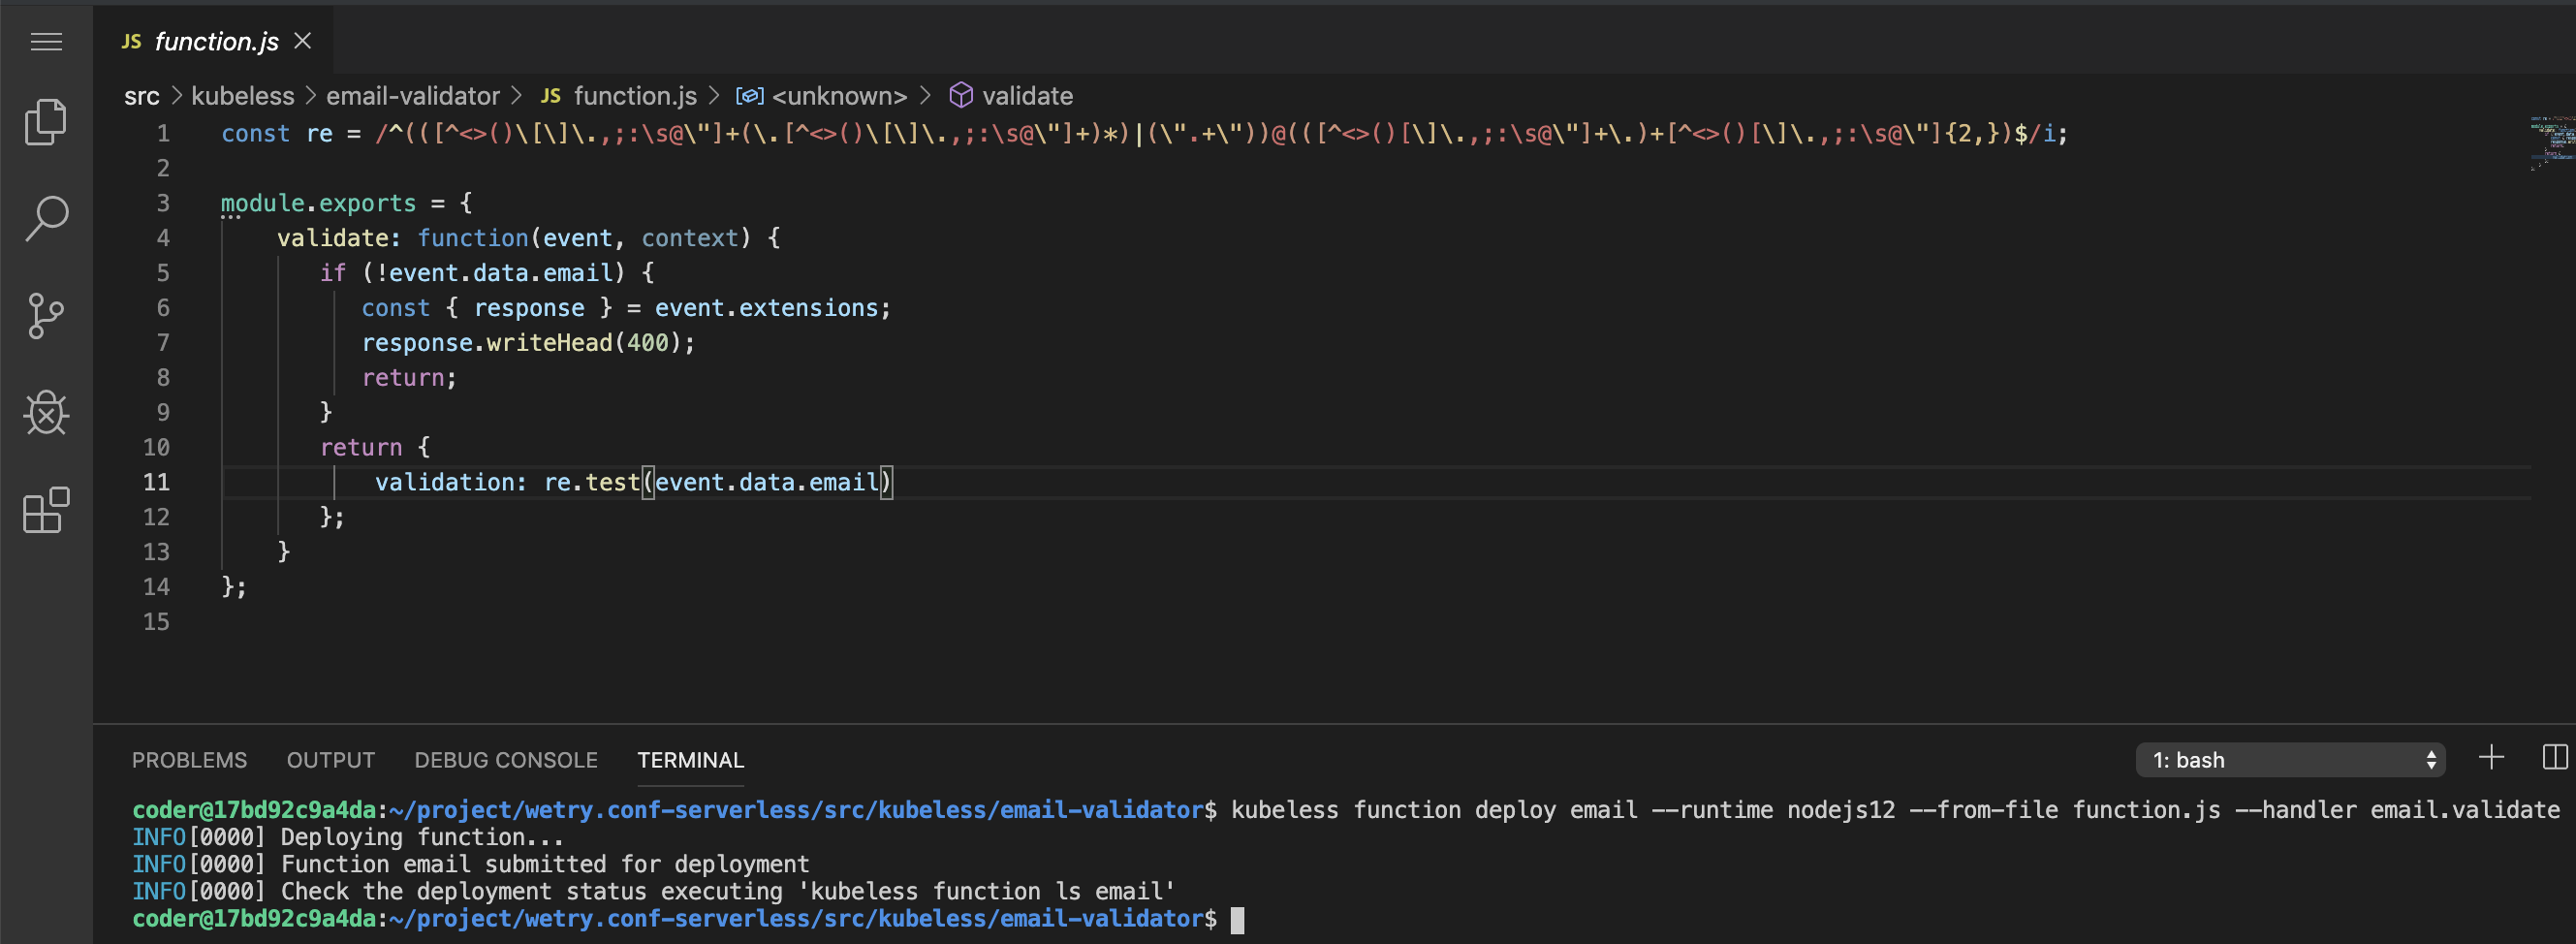 JS function.js ×
src > kubeless > email-validator > JS function.js > <unknown> > validate
1 const re = /^(([^<>()\[\]\.,;:\s@\"]+(\.[^<>()\[\]\.,;:\s@\"]+)*)|(\".+\"))@(([^<>()[\]\.,;:\s@\"]+\.)+[^<>()[\]\.,;:\s@\"]{2,})$/i;
2
3 module.exports = {
4     validate: function(event, context) {
5        if (!event.data.email) {
6           const { response } = event.extensions;
7           response.writeHead(400);
8           return;
9        }
10        return {
11            validation: re.test(event.data.email)
12        };
13     }
14 };
15
PROBLEMS OUTPUT DEBUG CONSOLE TERMINAL 1: bash
coder@17bd92c9a4da:~/project/wetry.conf-serverless/src/kubeless/email-validator$ kubeless function deploy email --runtime nodejs12 --from-file function.js --handler email.validate
INFO[0000] Deploying function...
INFO[0000] Function email submitted for deployment
INFO[0000] Check the deployment status executing 'kubeless function ls email'
coder@17bd92c9a4da:~/project/wetry.conf-serverless/src/kubeless/email-validator$